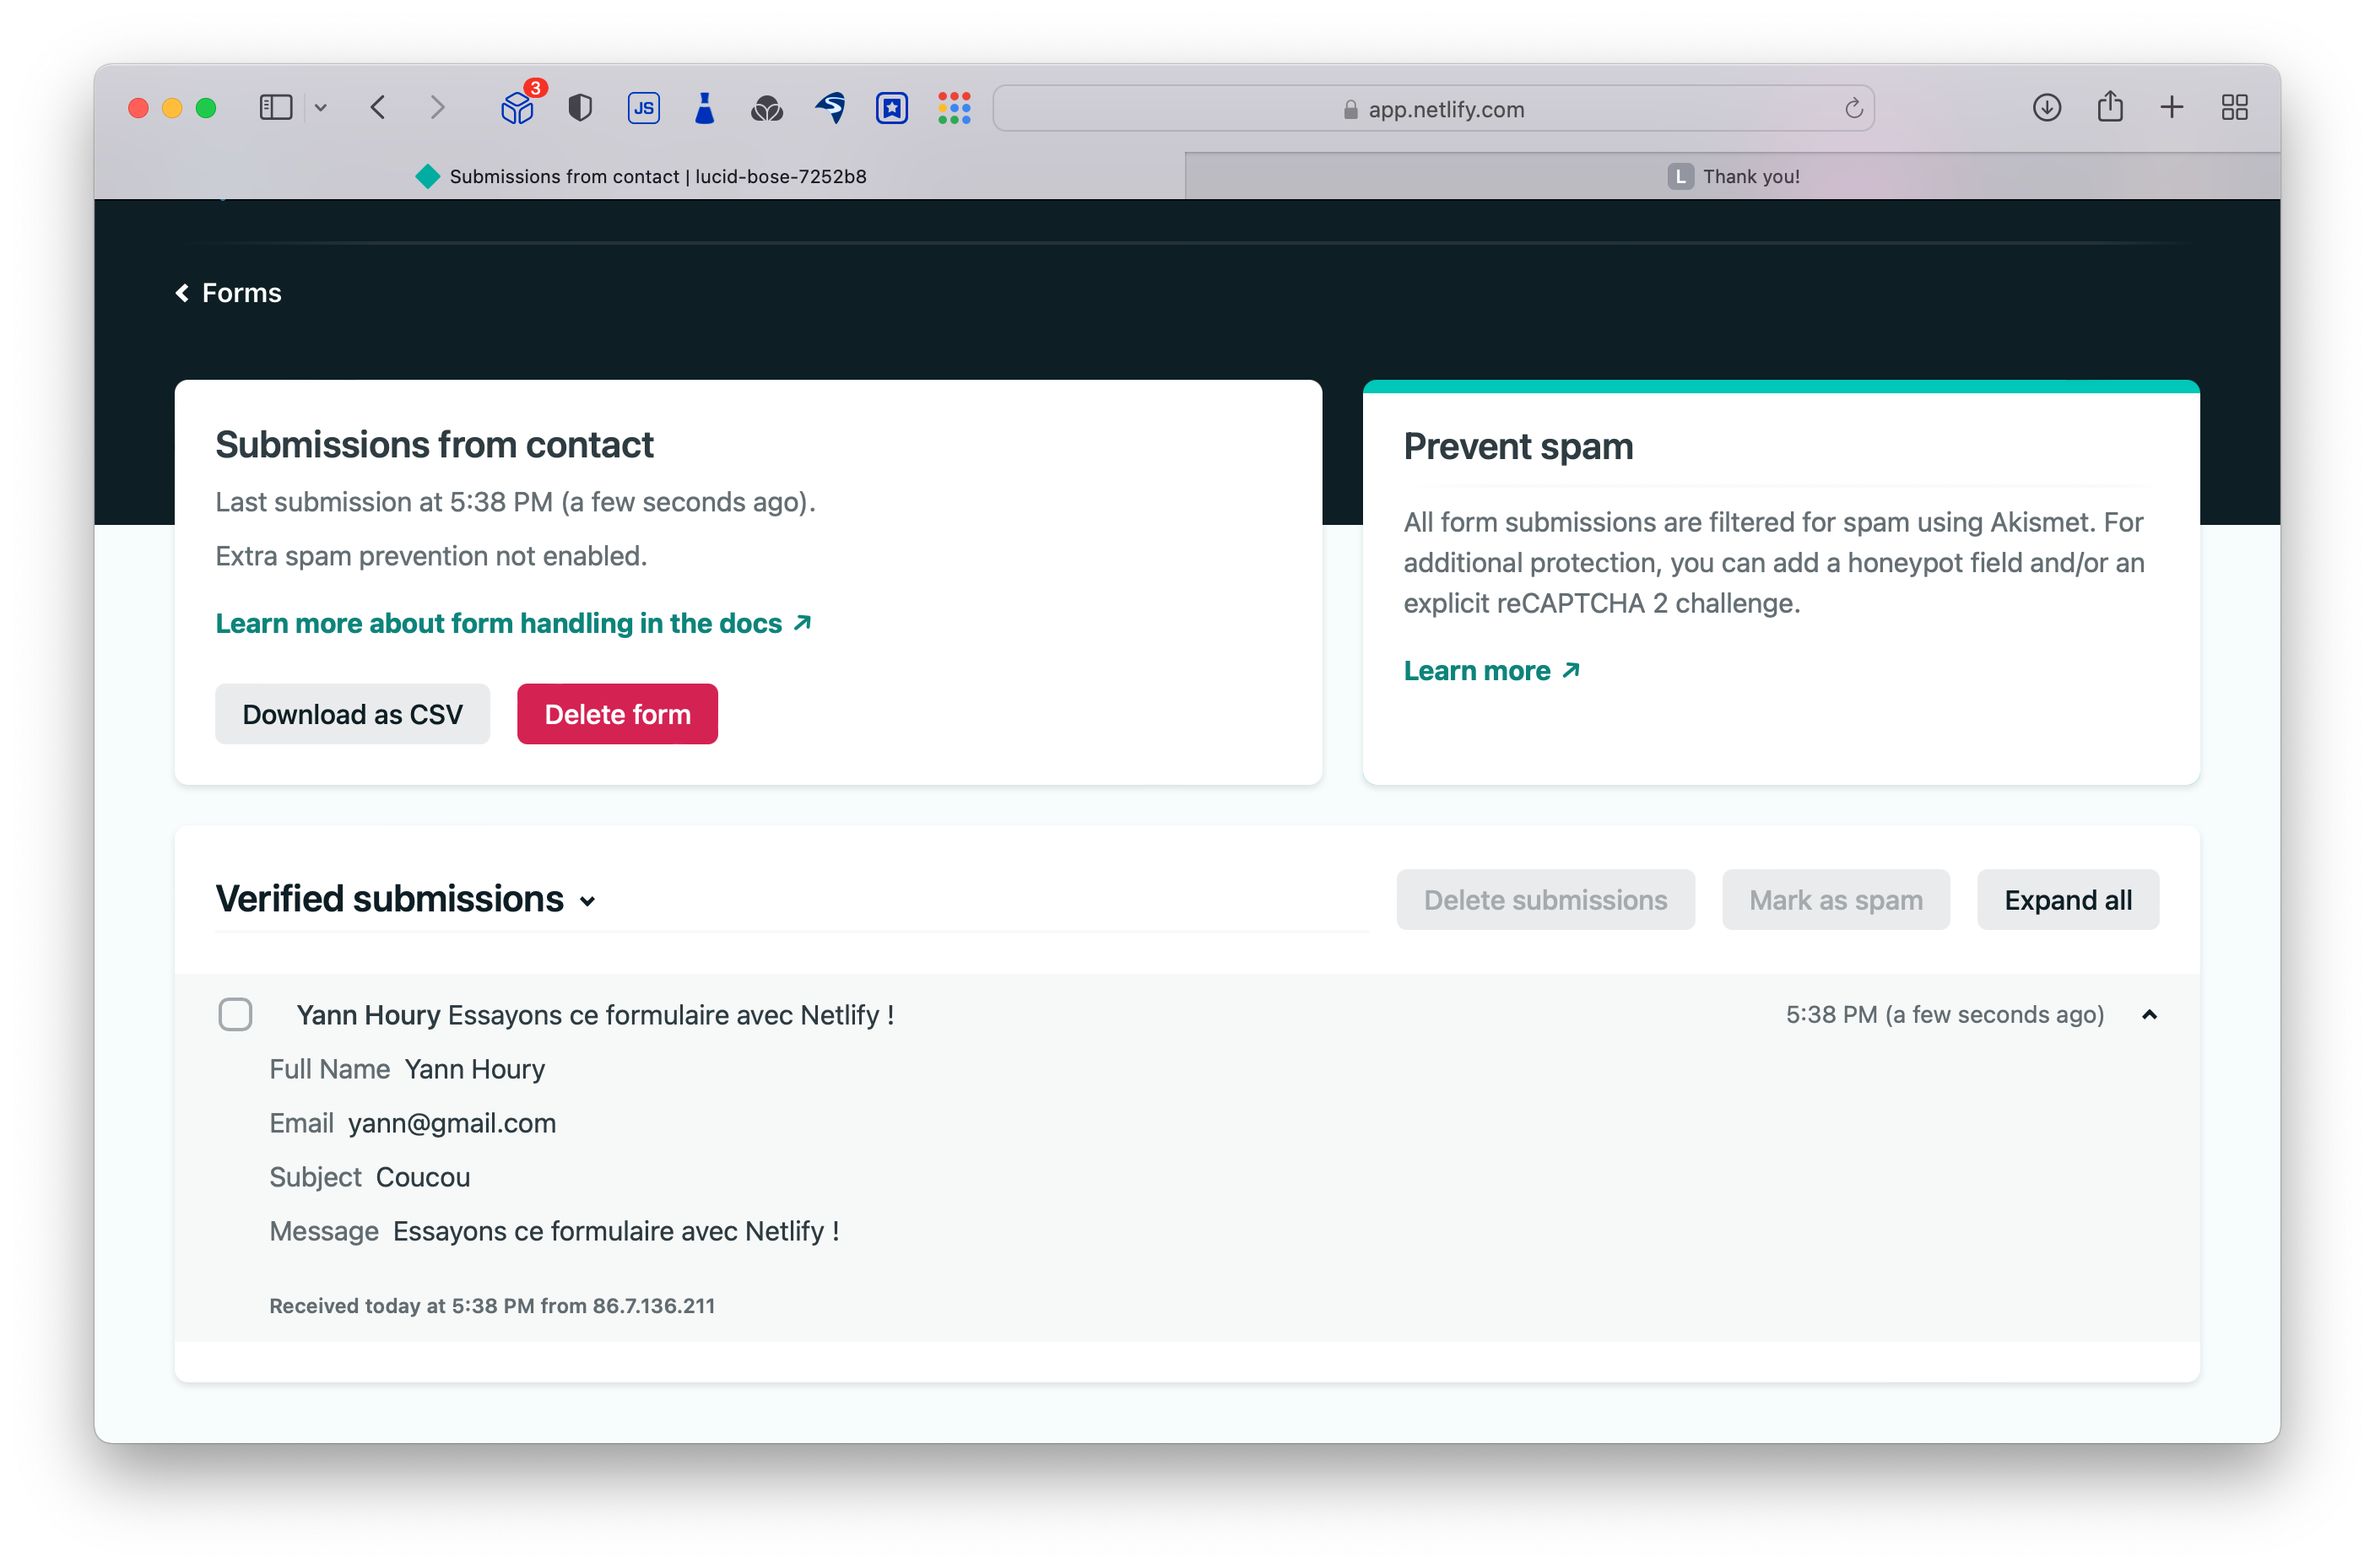 3
JS
app.netlify.com
Submissions from contact | lucid-bose-7252b8
L Thank you!
Forms
Submissions from contact
Last submission at 5:38 PM (a few seconds ago).
Extra spam prevention not enabled.
Learn more about form handling in the docs
Download as CSV
Delete form
Prevent spam
All form submissions are filtered for spam using Akismet. For
additional protection, you can add a honeypot field and/or an
explicit reCAPTCHA 2 challenge.
Learn more
Verified submissions
Delete submissions
Mark as spam
Expand all
Yann Houry Essayons ce formulaire avec Netlify !
5:38 PM (a few seconds ago)
Full Name Yann Houry
Email yann@gmail.com
Subject Coucou
Message Essayons ce formulaire avec Netlify !
Received today at 5:38 PM from 86.7.136.211